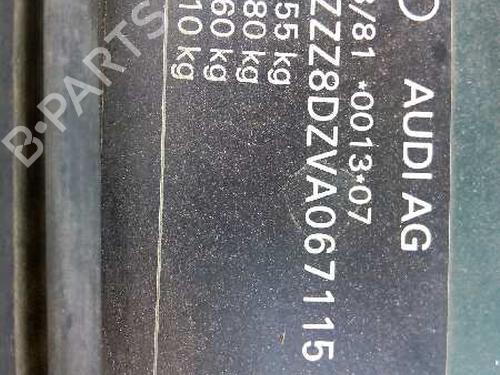 AUDI AG
/81 *0013*07
ZZZ8DZVA067115
55 kg
80 kg
60 kg
10 kg
B-PARTS